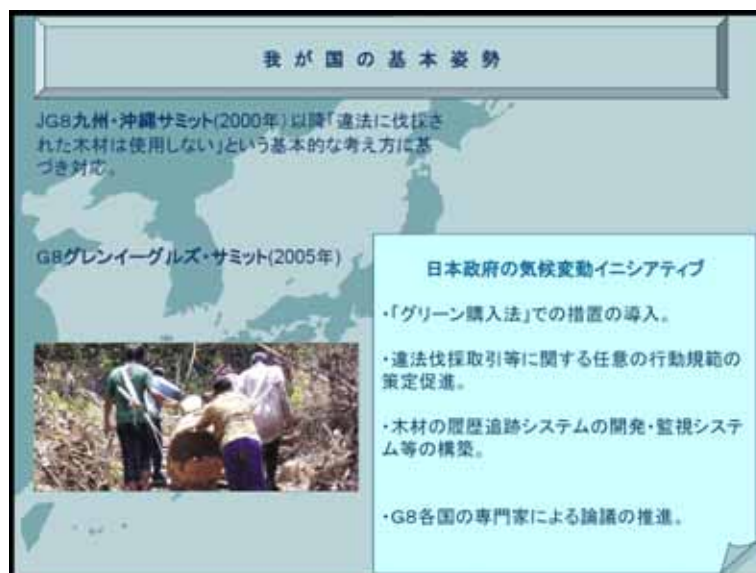 我が国の基本姿勢
JG8九州・沖縄サミット(2000年)以降「違法に伐採さ
れた木材は使用しない」という基本的な考え方に基
づき対応。
G8グレンイーグルズ・サミット(2005年)
日本政府の気候変動イニシアティブ
・「グリーン購入法」での措置の導入。
・違法伐採取引等に関する任意の行動規範の
策定促進。
・木材の履歴追跡システムの開発・監視システ
ム等の構築。
・G8各国の専門家による論議の推進。